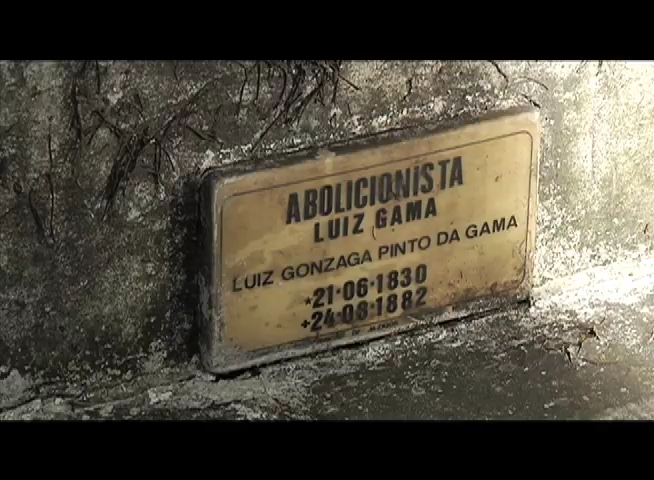 ABOLICIONISTA
LUIZ GAMA
LUIZ GONZAGA PINTO DA GAMA
*21·06·1830
+24·08·1882